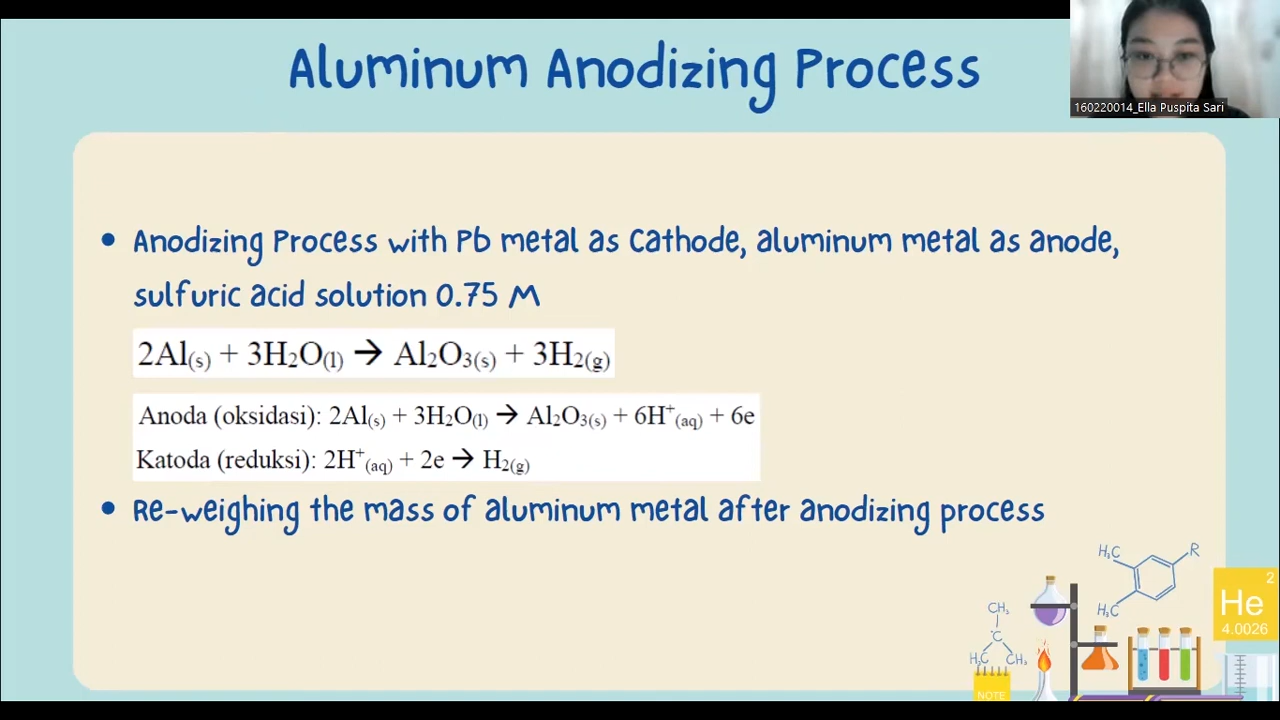 Aluminum Anodizing Process
160220014_Ella Puspita Sari
• Anodizing Process with Pb metal as Cathode, aluminum metal as anode,
sulfuric acid solution 0.75 M
2Al(s) + 3H₂O(l) → Al₂O₃(s) + 3H₂(g)
Anoda (oksidasi): 2Al(s) + 3H₂O(l) → Al₂O₃(s) + 6H⁺(aq) + 6e
Katoda (reduksi): 2H⁺(aq) + 2e → H₂(g)
• Re-weighing the mass of aluminum metal after anodizing process
H₃C
R
H₃C
2
He
4.0026
CH₃
C
H₃C
CH₃
NOTE